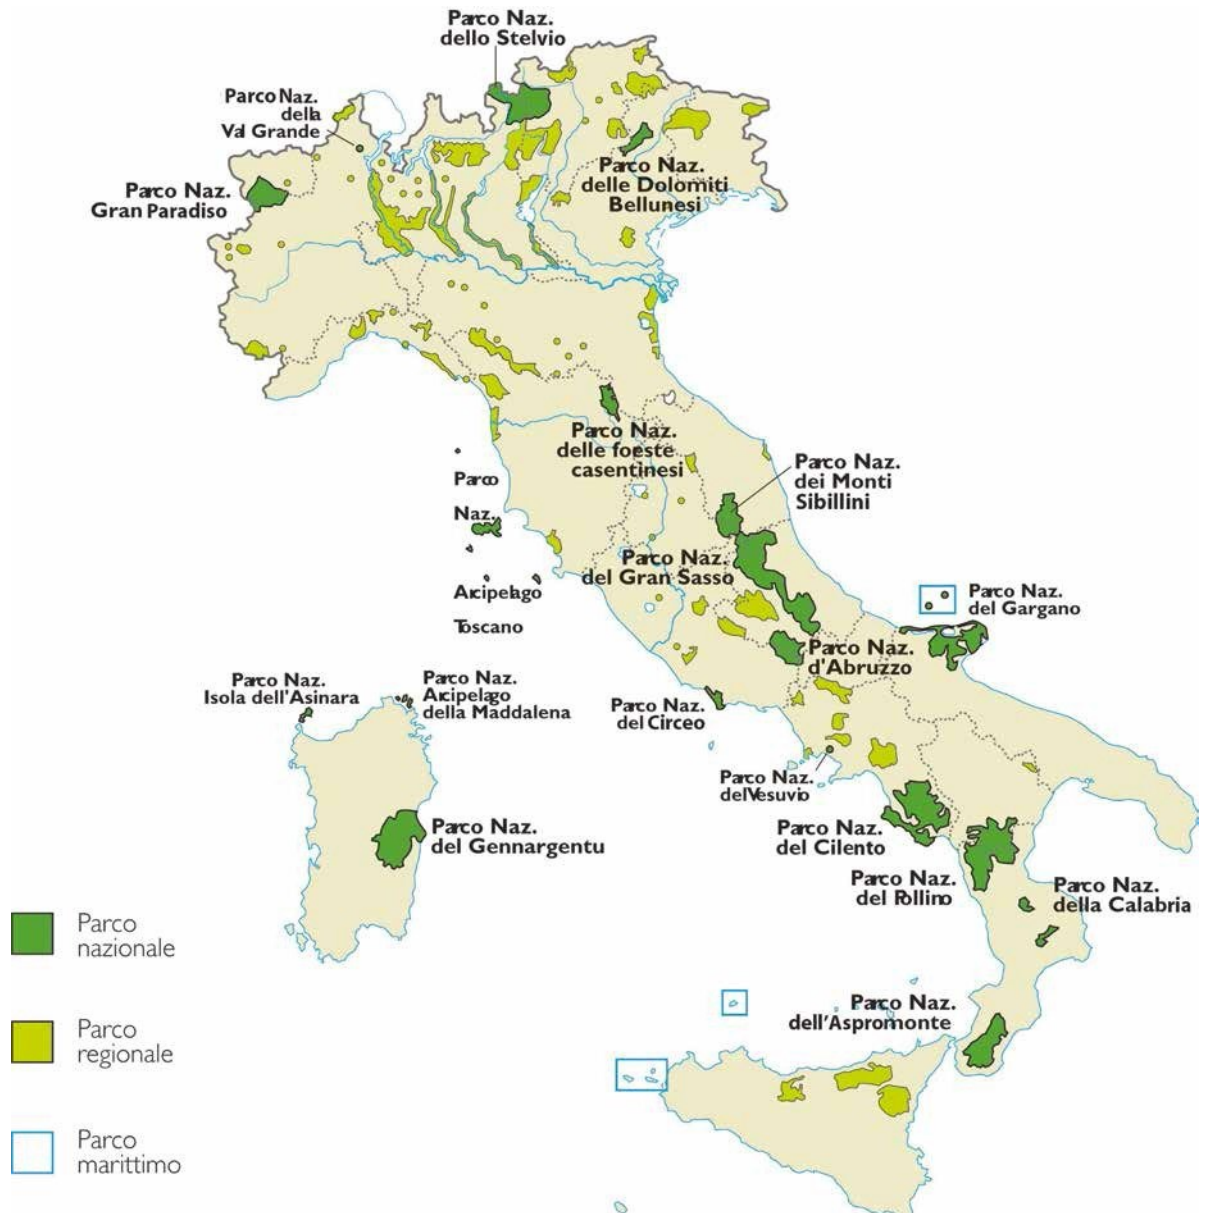 Parco Naz.
dello Stelvio
Parco Naz.
della
Val Grande
Parco Naz.
Gran Paradiso
Parco Naz.
delle Dolomiti
Bellunesi
Parco Naz.
delle foreste
casentinesi
Parco Naz.
dei Monti
Sibillini
Parco
Naz.
Arcipelago
Toscano
Parco Naz.
del Gran Sasso
Parco Naz.
del Gargano
Parco Naz.
d'Abruzzo
Parco Naz.
Isola dell'Asinara
Parco Naz.
Arcipelago
della Maddalena
Parco Naz.
del Circeo
Parco Naz.
del Vesuvio
Parco Naz.
del Gennargentu
Parco Naz.
del Cilento
Parco Naz.
del Pollino
Parco Naz.
della Calabria
Parco Naz.
dell'Aspromonte
Parco
nazionale
Parco
regionale
Parco
marittimo